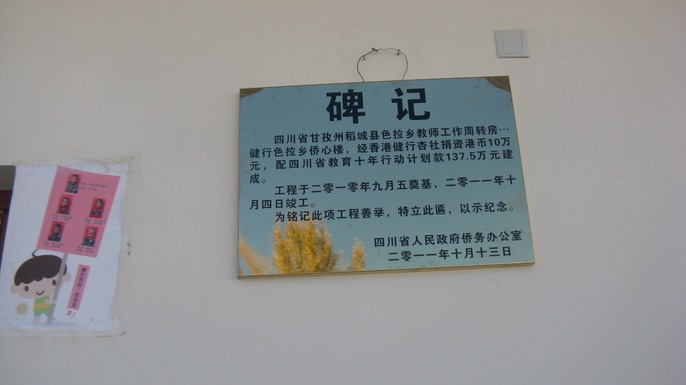 碑记
四川省甘孜州稻城县色拉乡教师工作周转房…
健行色拉乡侨心楼，经香港健行杏社捐资港币10万
元，配四川省教育十年行动计划款137.5万元建
成。
工程于二零一零年九月五奠基，二零一一年十
月四日竣工。
为铭记此项工程善举，特立此匾，以示纪念。
四川省人民政府侨务办公室
二零一一年十月十三日